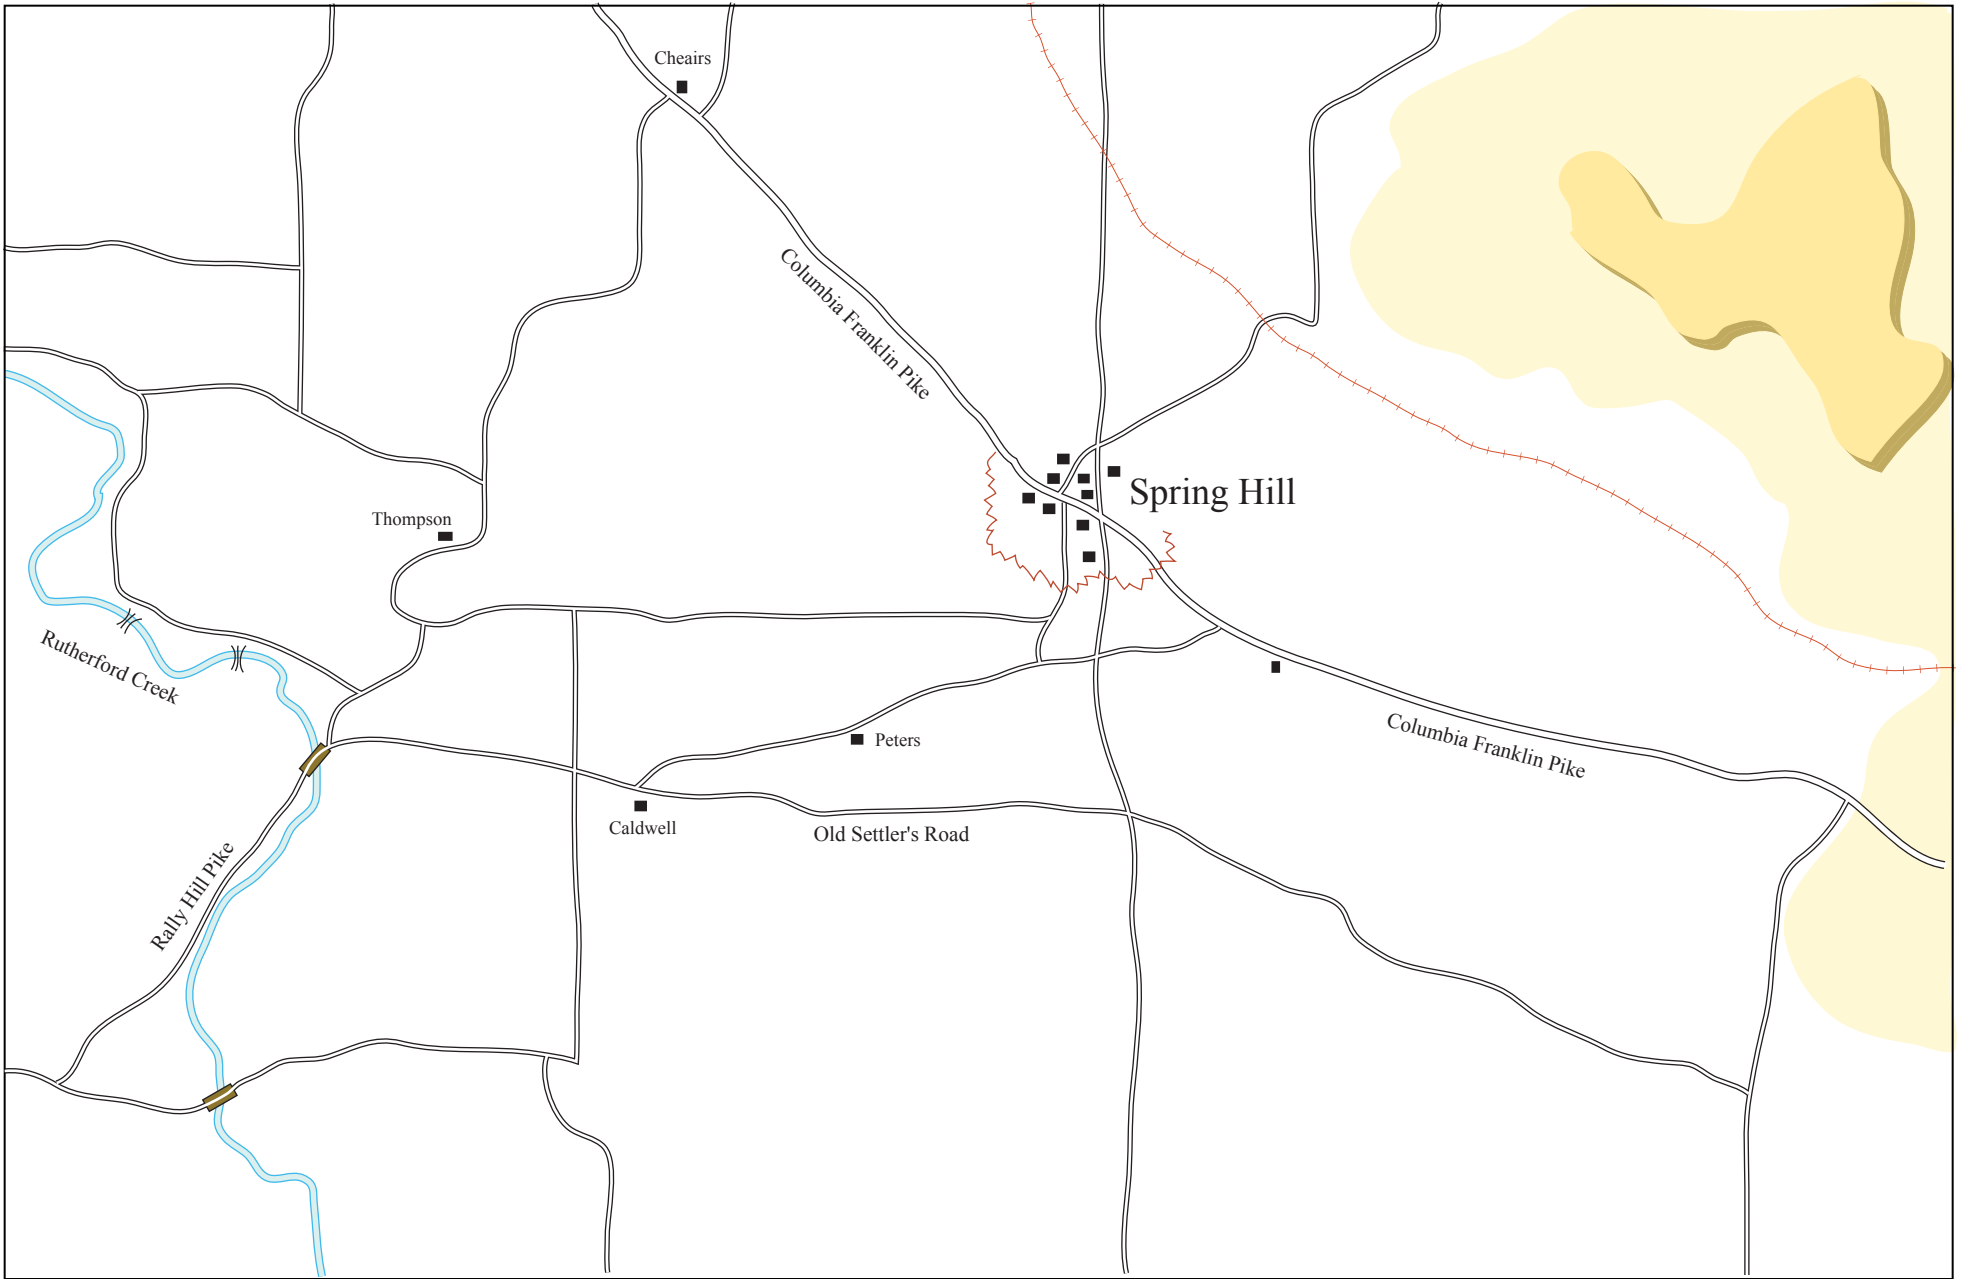 Cheairs
Columbia Franklin Pike
Spring Hill
Thompson
Rutherford Creek
Columbia Franklin Pike
Peters
Caldwell
Old Settler's Road
Rally Hill Pike